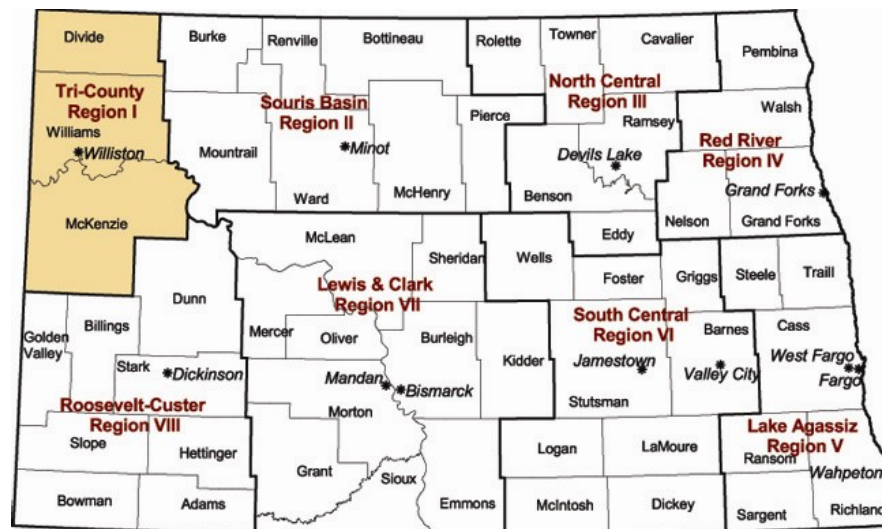 Divide
Burke
Renville
Bottineau
Rolette
Towner
Cavalier
Pembina
Tri-County
Region I
Williams
Williston
Souris Basin
Region II
Minot
Mountrail
Ward
McHenry
Pierce
North Central
Region III
Ramsey
Devils Lake
Benson
Walsh
Red River
Region IV
Grand Forks
Nelson
Grand Forks
McKenzie
McLean
Sheridan
Wells
Eddy
Foster
Griggs
Steele
Traill
Dunn
Lewis & Clark
Region VII
Golden
Valley
Billings
Mercer
Oliver
Burleigh
Kidder
South Central
Region VI
Jamestown
Stutsman
Barnes
Valley City
Cass
West Fargo
Fargo
Stark
Dickinson
Mandan
Bismarck
Morton
Roosevelt-Custer
Region VIII
Slope
Hettinger
Grant
Sioux
Emmons
Logan
LaMoure
Lake Agassiz
Region V
Ransom
Wahpeton
Bowman
Adams
McIntosh
Dickey
Sargent
Richland